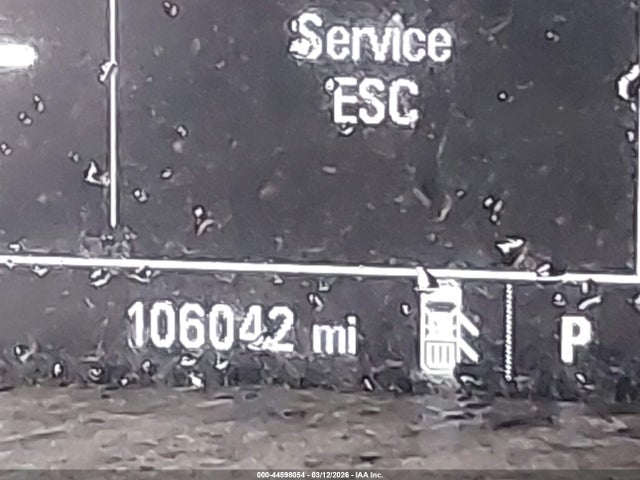 Service
ESC
106042 mi
P
000-44598054 - 03/12/2026 - IAA Inc.